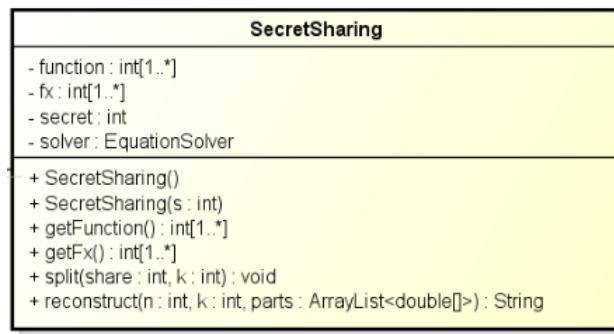 SecretSharing
- function : int[1..*]
- fx : int[1..*]
- secret : int
- solver : EquationSolver
+ SecretSharing()
+ SecretSharing(s : int)
+ getFunction() : int[1..*]
+ getFx() : int[1..*]
+ split(share : int, k : int) : void
+ reconstruct(n : int, k : int, parts : ArrayList<double[]>) : String